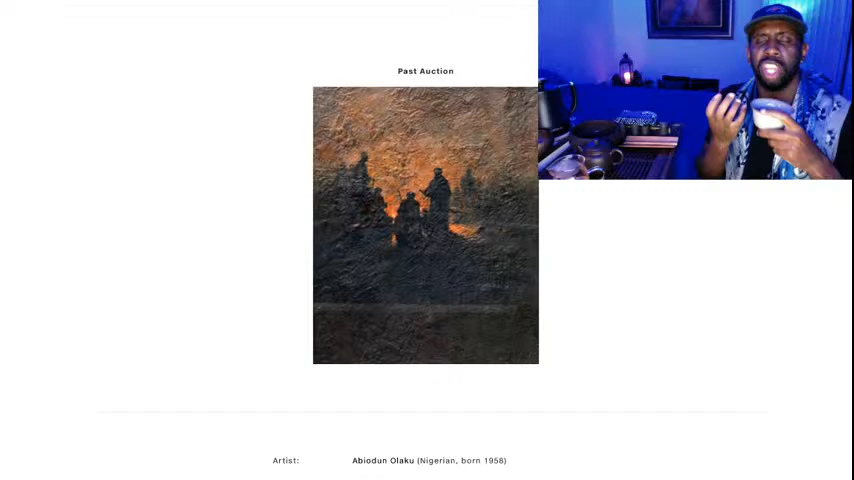 Past Auction
Artist: Abiodun Olaku (Nigerian, born 1958)